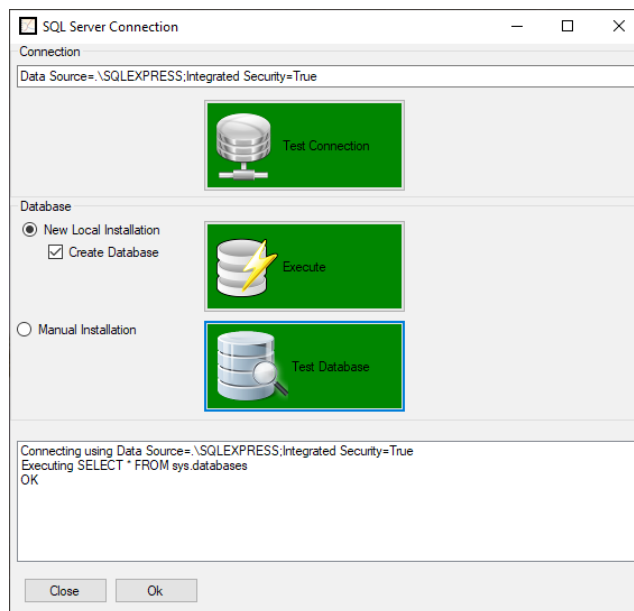 SQL Server Connection
Connection
Data Source=.\SQLEXPRESS;Integrated Security=True
Test Connection
Database
New Local Installation
Create Database
Execute
Manual Installation
Test Database
Connecting using Data Source=.\SQLEXPRESS;Integrated Security=True
Executing SELECT * FROM sys.databases
OK
Close Ok